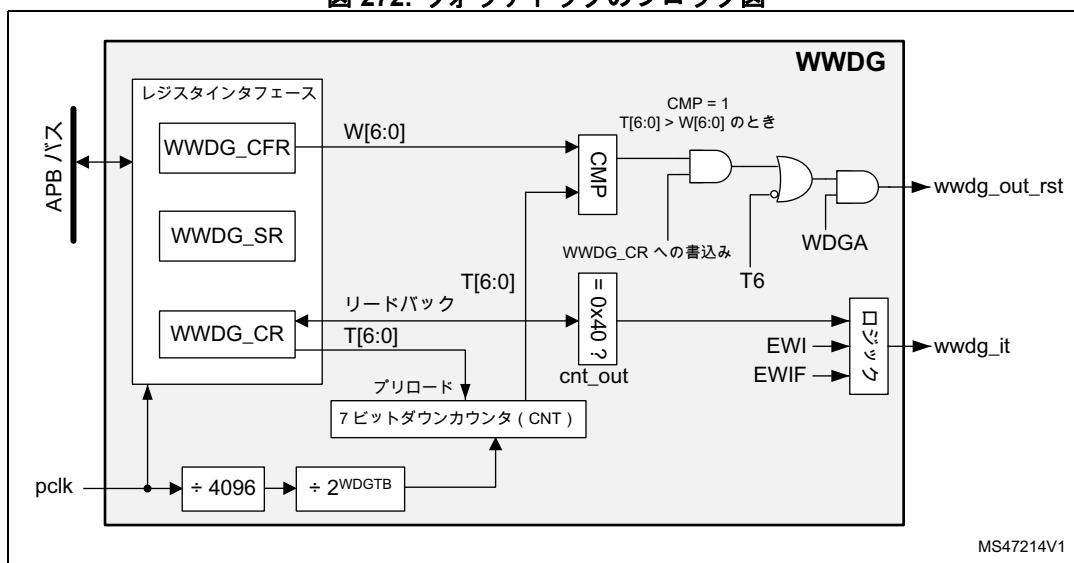 図 272. ウォッチドッグのブロック図
WWDG
レジスタインタフェース
CMP = 1
T[6:0] > W[6:0] のとき
APB バス
WWDG_CFR
W[6:0]
CMP
wwdg_out_rst
WWDG_SR
WDGA
WWDG_CR への書込み
T6
T[6:0]
リードバック
= 0x40 ?
WWDG_CR
T[6:0]
ロジック
EWI
wwdg_it
cnt_out
EWIF
プリロード
7 ビットダウンカウンタ ( CNT )
pclk
÷ 4096
÷ 2WDGTB
MS47214V1